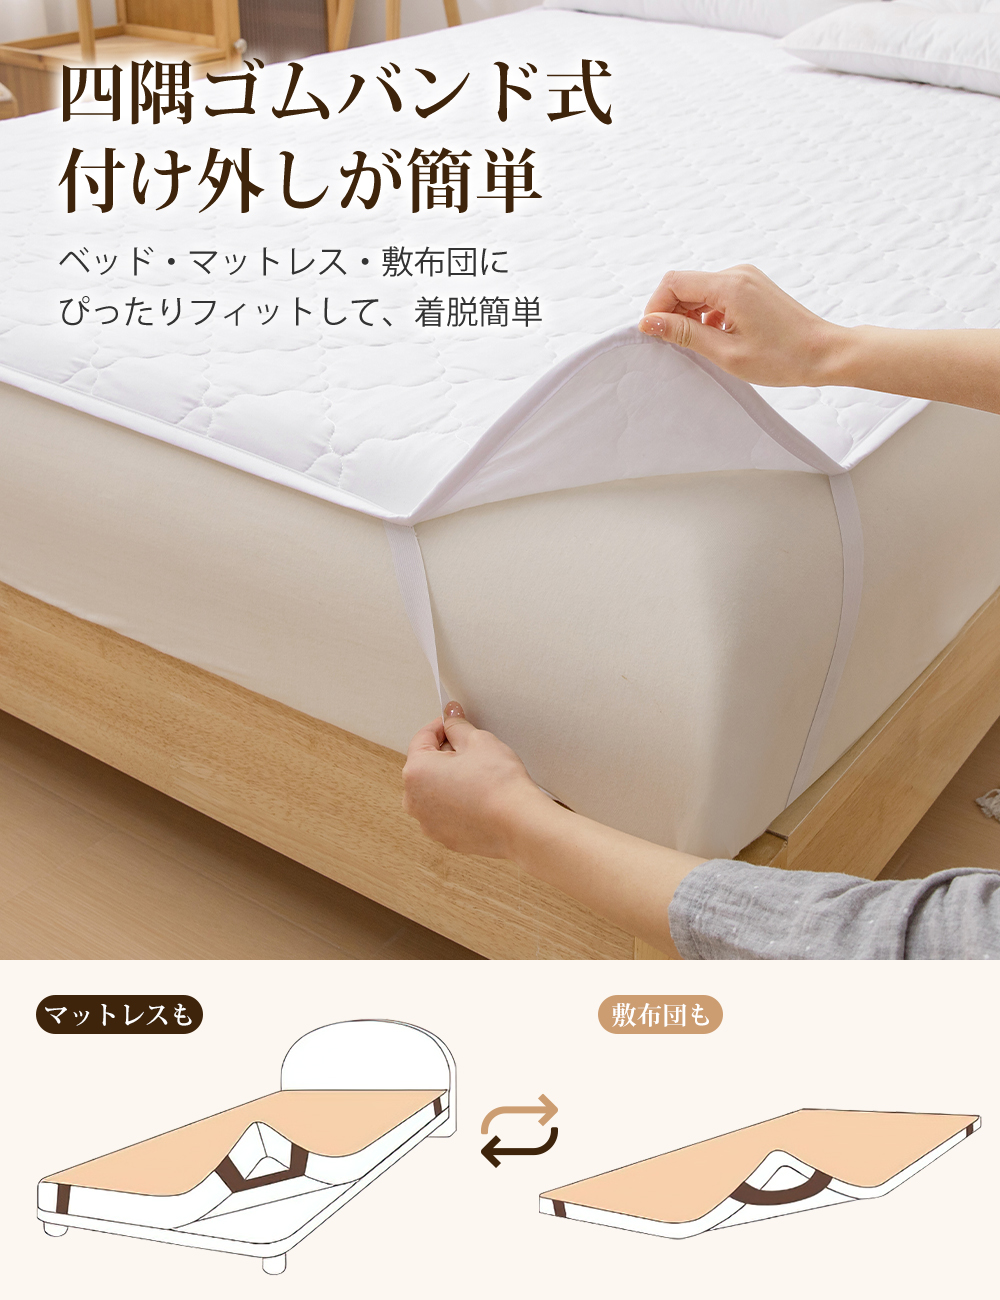 四隅ゴムバンド式
付け外しが簡単
ベッド・マットレス・敷布団に
ぴったりフィットして、着脱簡単
マットレスも
敷布団も